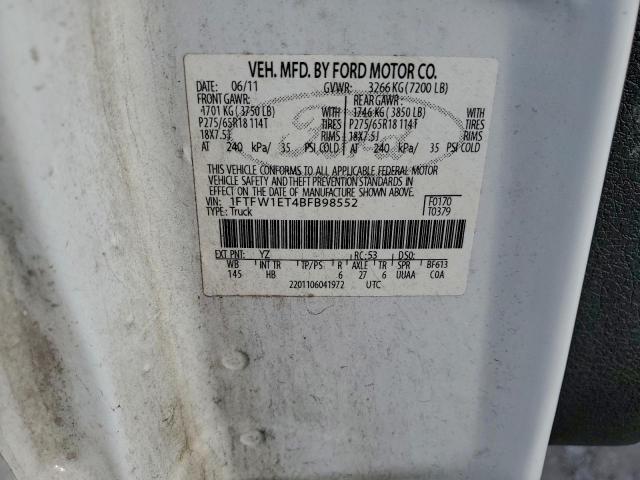 VEH. MFD. BY FORD MOTOR CO.
DATE: 06/11 GVWR: 3266 KG (7200 LB)
FRONT GAWR: REAR GAWR:
1701 KG (3750 LB) WITH 1746 KG (3850 LB) WITH
P275/65R18 114T TIRES P275/65R18 114T TIRES
18X7.5J RIMS 18X7.5J RIMS
AT 240 kPa/ 35 PSI COLD AT 240 kPa/ 35 PSI COLD
THIS VEHICLE CONFORMS TO ALL APPLICABLE FEDERAL MOTOR
VEHICLE SAFETY AND THEFT PREVENTION STANDARDS IN
EFFECT ON THE DATE OF MANUFACTURE SHOWN ABOVE.
VIN: 1FTFW1ET4BFB98552 F0170
TYPE: Truck T0379
EXT PNT: YZ RC: 53 DSO:
WB INT TR TP/PS R AXLE TR SPR BF613
145 HB 6 27 6 UUAA COA
2201106041972 UTC
Ford